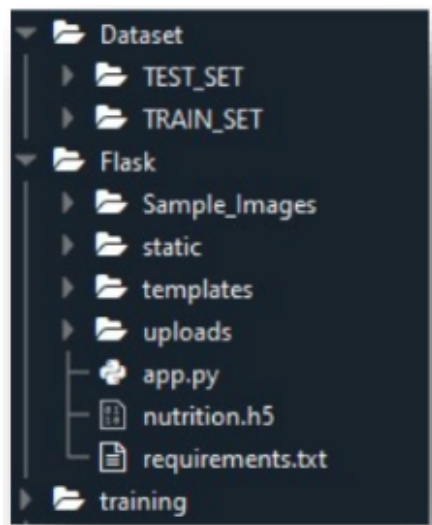 Dataset
TEST_SET
TRAIN_SET
Flask
Sample_Images
static
templates
uploads
app.py
nutrition.h5
requirements.txt
training